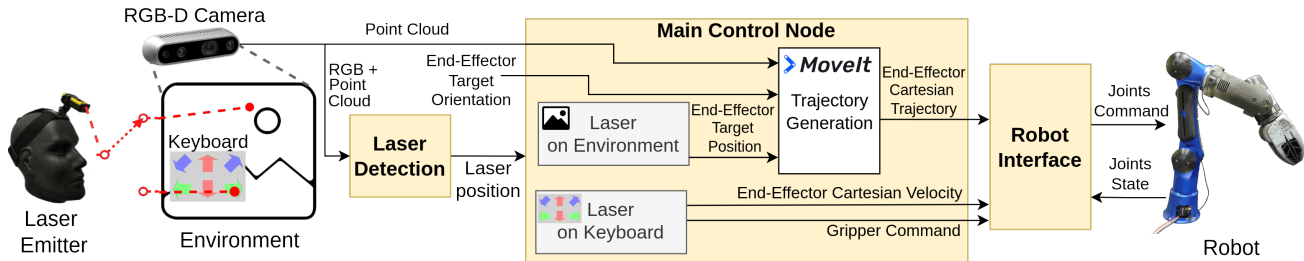 RGB-D Camera
Point Cloud
Main Control Node
RGB +
Point
Cloud
End-Effector
Target
Orientation
MoveIt
Trajectory
Generation
End-Effector
Cartesian
Trajectory
Keyboard
Laser
Detection
Laser
position
Laser
on Environment
End-Effector
Target
Position
Laser
on Keyboard
End-Effector Cartesian Velocity
Gripper Command
Robot
Interface
Joints
Command
Joints
State
Laser
Emitter
Environment
Robot